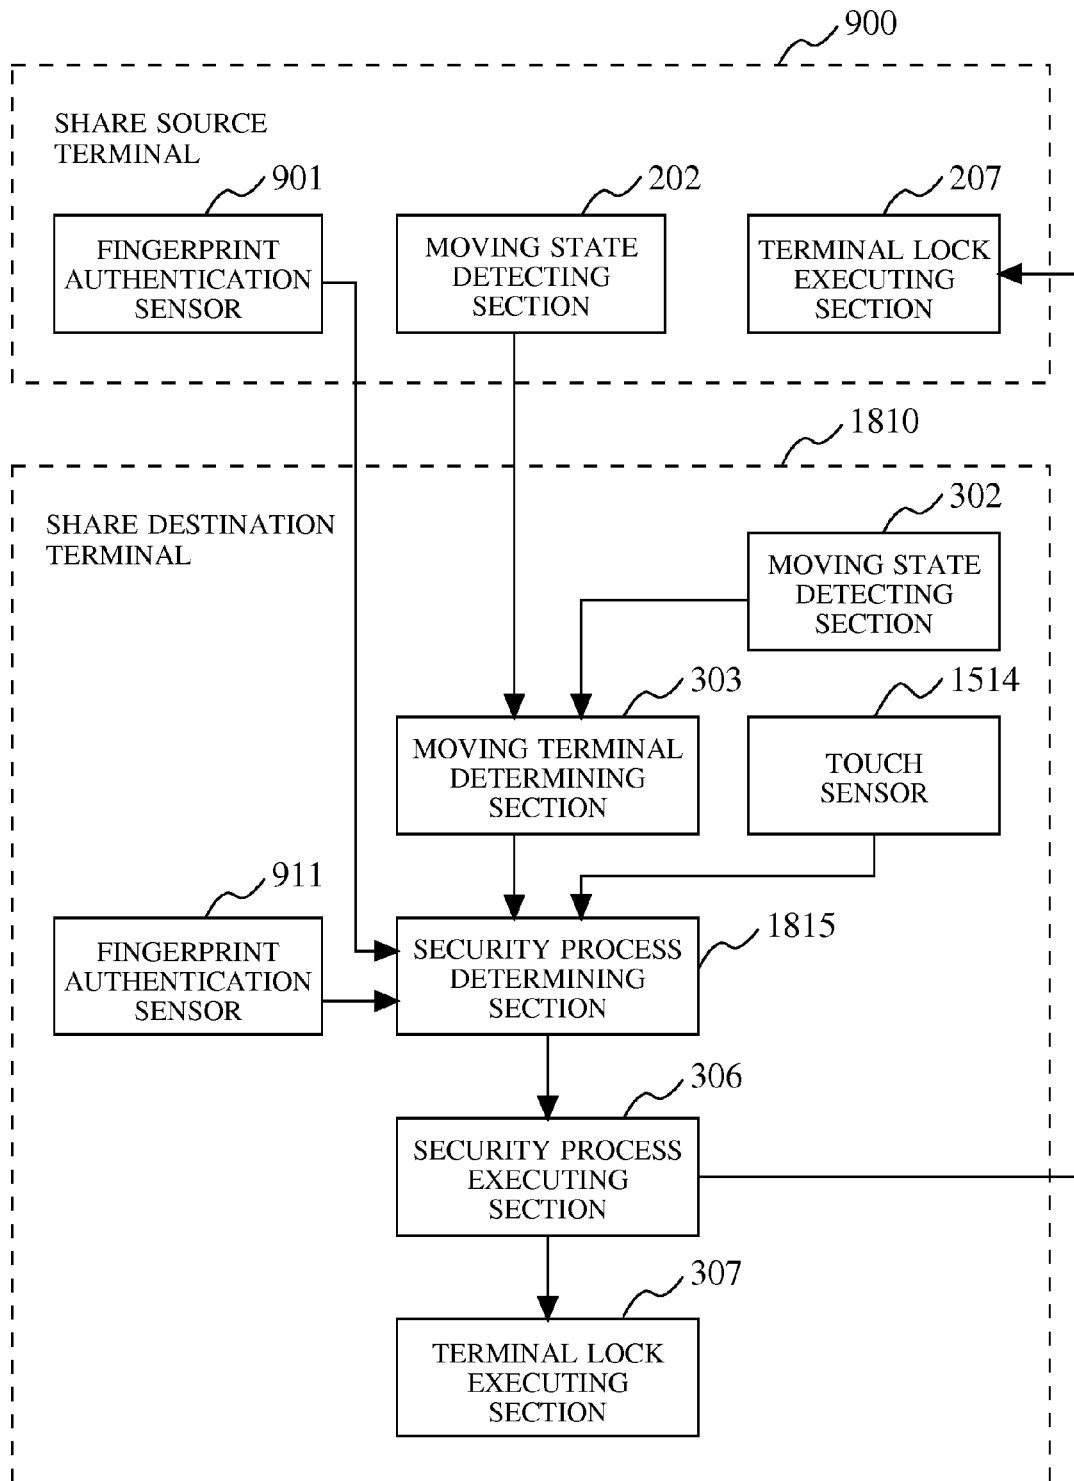 900
SHARE SOURCE
TERMINAL
901
202
207
FINGERPRINT
AUTHENTICATION
SENSOR
MOVING STATE
DETECTING
SECTION
TERMINAL LOCK
EXECUTING
SECTION
1810
SHARE DESTINATION
TERMINAL
302
MOVING STATE
DETECTING
SECTION
303
1514
MOVING TERMINAL
DETERMINING
SECTION
TOUCH
SENSOR
911
1815
FINGERPRINT
AUTHENTICATION
SENSOR
SECURITY PROCESS
DETERMINING
SECTION
306
SECURITY PROCESS
EXECUTING
SECTION
307
TERMINAL LOCK
EXECUTING
SECTION